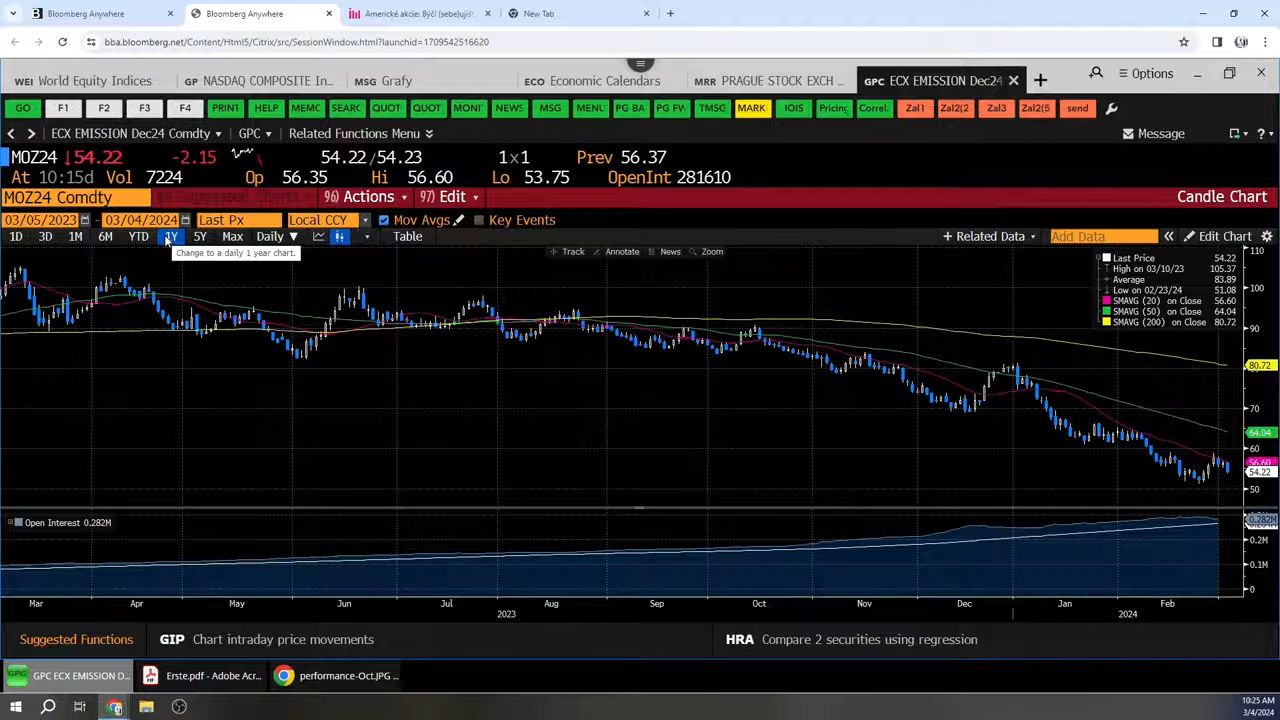 Bloomberg Anywhere
Bloomberg Anywhere
Americké akcie: Býčí (sebe)ujiš
New Tab
bba.bloomberg.net/Content/Html5/Citrix/src/SessionWindow.html?launchid=1709542516620
WEI World Equity Indices
GP NASDAQ COMPOSITE In...
MSG Grafy
ECO Economic Calendars
MRR PRAGUE STOCK EXCH ...
GPC ECX EMISSION Dec24
Options
GO F1 F2 F3 F4 PRINT HELP MEMC SEARC QUOT QUOT MONI NEWS MSG MENU PG BA PG FW TMSG MARK IOIS Pricing Correl Zal1 Zal2(2 Zal3 Zal2(5 send
ECX EMISSION Dec24 Comdty GPC Related Functions Menu Message
MOZ24 ↓54.22 -2.15 54.22/54.23 1x1 Prev 56.37
At 10:15d Vol 7224 Op 56.35 Hi 56.60 Lo 53.75 OpenInt 281610
MOZ24 Comdty 96) Actions 97) Edit Candle Chart
03/05/2023 - 03/04/2024 Last Px Local CCY Mov Avgs Key Events
1D 3D 1M 6M YTD 1Y 5Y Max Daily ▼ Table + Related Data Add Data « Edit Chart
Change to a daily 1 year chart.
Track Annotate News Zoom
Last Price 54.22
High on 03/10/23 105.37
Average 83.89
Low on 02/23/24 51.08
SMAVG (20) on Close 56.60
SMAVG (50) on Close 64.04
SMAVG (200) on Close 80.72
110
100
90
80.72
70
64.04
60
56.60
54.22
50
Open Interest 0.282M
0.282M
0.2M
0.1M
0
Mar Apr May Jun Jul Aug Sep Oct Nov Dec Jan Feb
2023 2024
Suggested Functions GIP Chart intraday price movements HRA Compare 2 securities using regression
GPC ECX EMISSION D...
Erste.pdf - Adobe Acr...
performance-Oct.JPG ...
10:25 AM
3/4/2024